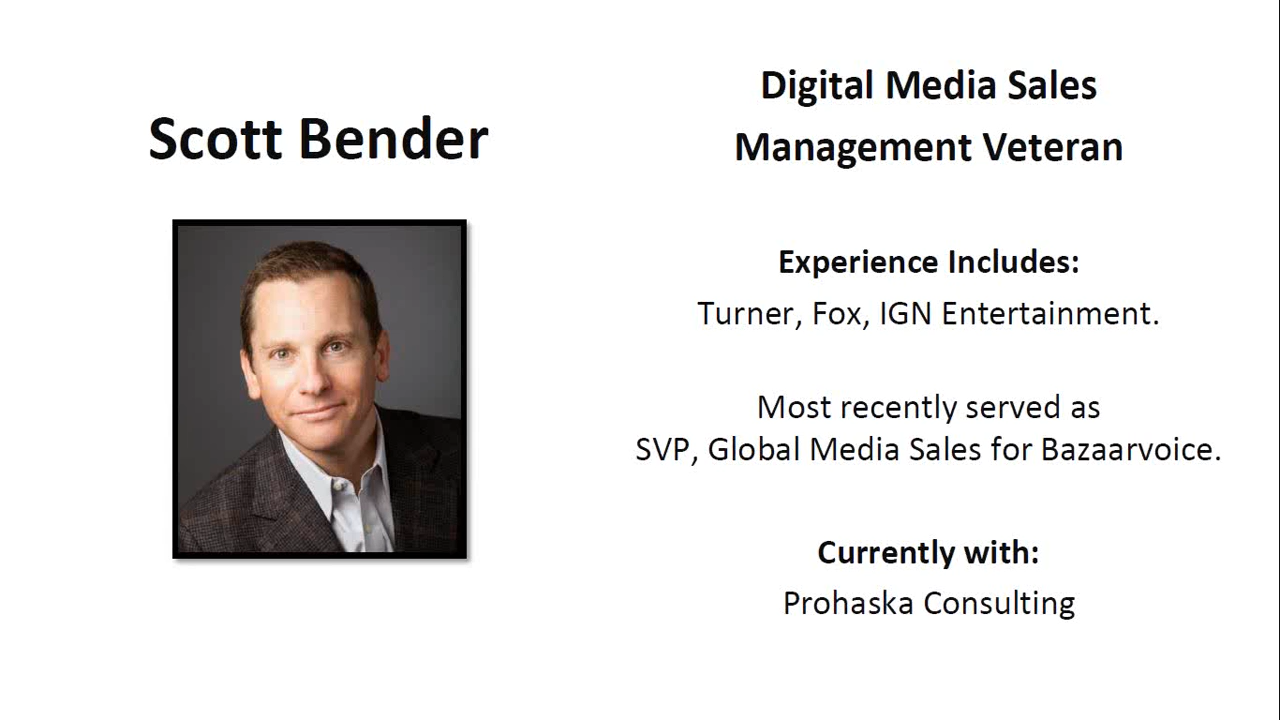 Scott Bender
Digital Media Sales
Management Veteran
Experience Includes:
Turner, Fox, IGN Entertainment.
Most recently served as
SVP, Global Media Sales for Bazaarvoice.
Currently with:
Prohaska Consulting